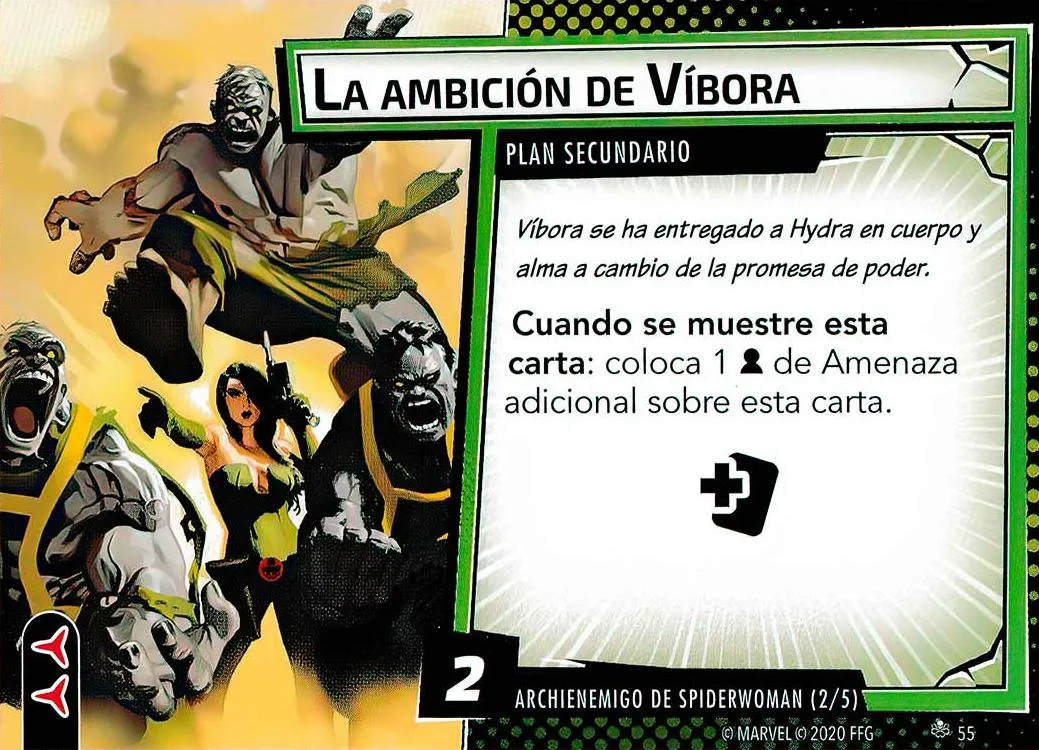 LA AMBICIÓN DE VÍBORA
PLAN SECUNDARIO
Víbora se ha entregado a Hydra en cuerpo y
alma a cambio de la promesa de poder.
Cuando se muestre esta
carta: coloca 1 de Amenaza
adicional sobre esta carta.
2
ARCHIENEMIGO DE SPIDERWOMAN (2/5)
© MARVEL © 2020 FFG 55